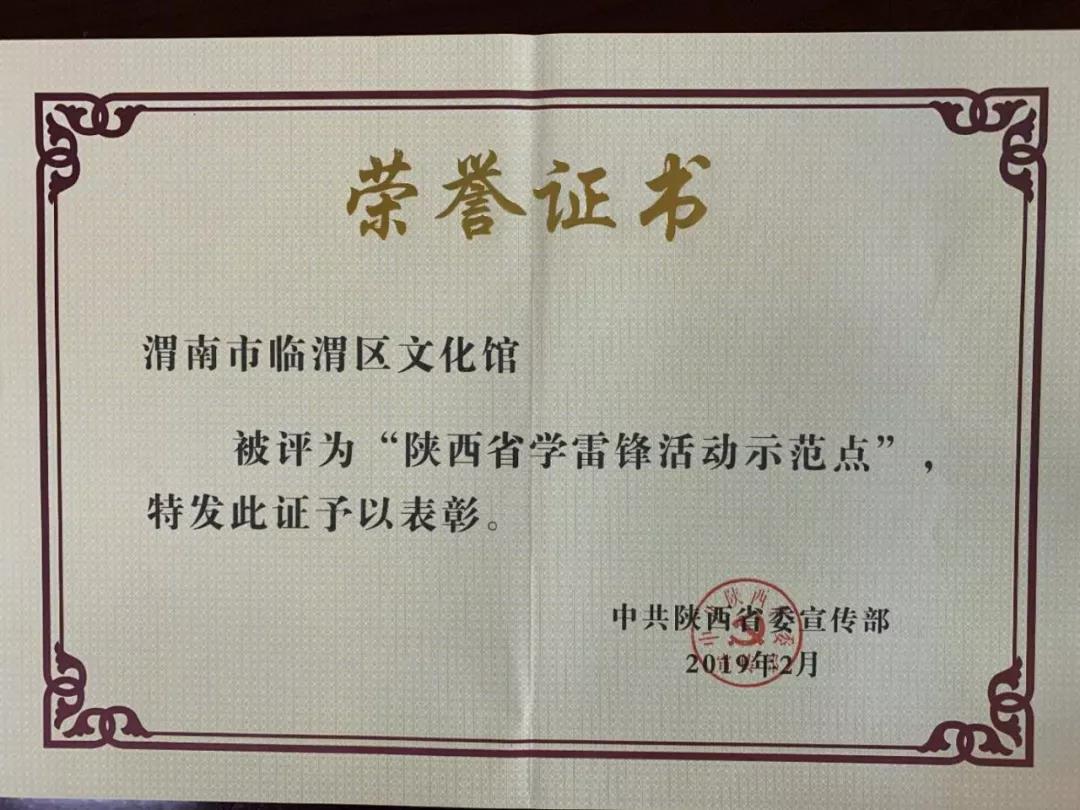 荣誉证书
渭南市临渭区文化馆
被评为“陕西省学雷锋活动示范点”,
特发此证予以表彰。
中共陕西省委宣传部
2019年2月